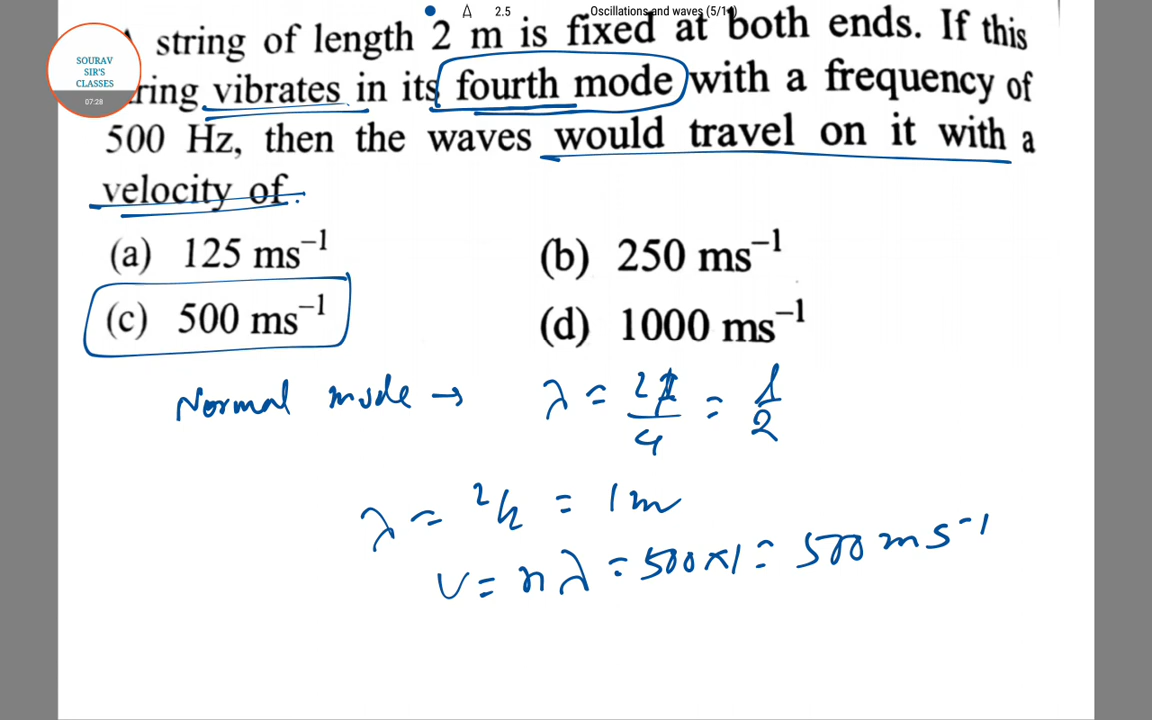 2.5 Oscillations and waves (5/1
SOURAV
SIR'S
CLASSES
07:28
string of length 2 m is fixed at both ends. If this
ring vibrates in its fourth mode with a frequency of
500 Hz, then the waves would travel on it with a
velocity of.
(a) 125 ms⁻¹ (b) 250 ms⁻¹
(c) 500 ms⁻¹ (d) 1000 ms⁻¹
Normal mode → λ = 2l/4 = l/2
λ = 2/2 = 1m
v = nλ = 500×1 = 500 ms⁻¹